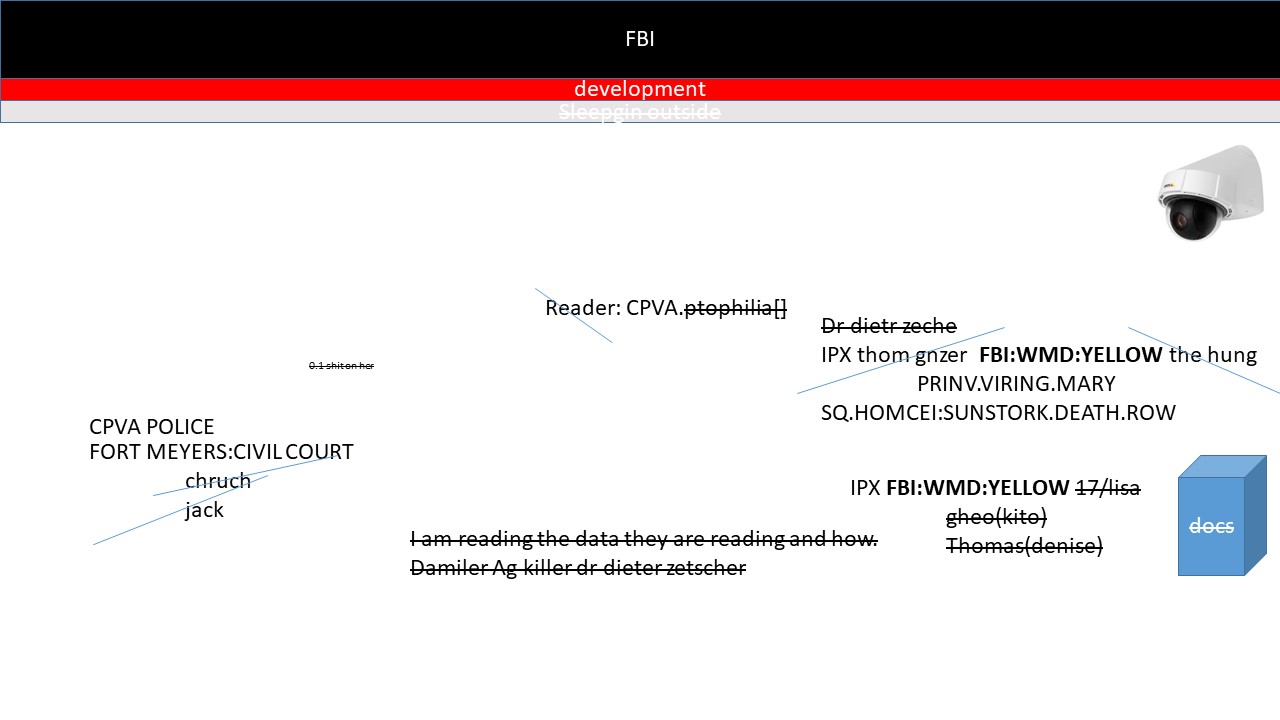 FBI
development
Sleepgin outside
Reader: CPVA.ptophilia[]
Dr dietr zeche
IPX thom gnzer FBI:WMD:YELLOW the hung
PRINV.VIRING.MARY
SQ.HOMCEI:SUNSTORK.DEATH.ROW
0.1 shit on her
CPVA POLICE
FORT MEYERS:CIVIL COURT
chruch
jack
IPX FBI:WMD:YELLOW 17/lisa
gheo(kito)
Thomas(denise)
docs
I am reading the data they are reading and how.
Damiler Ag killer dr dieter zetscher